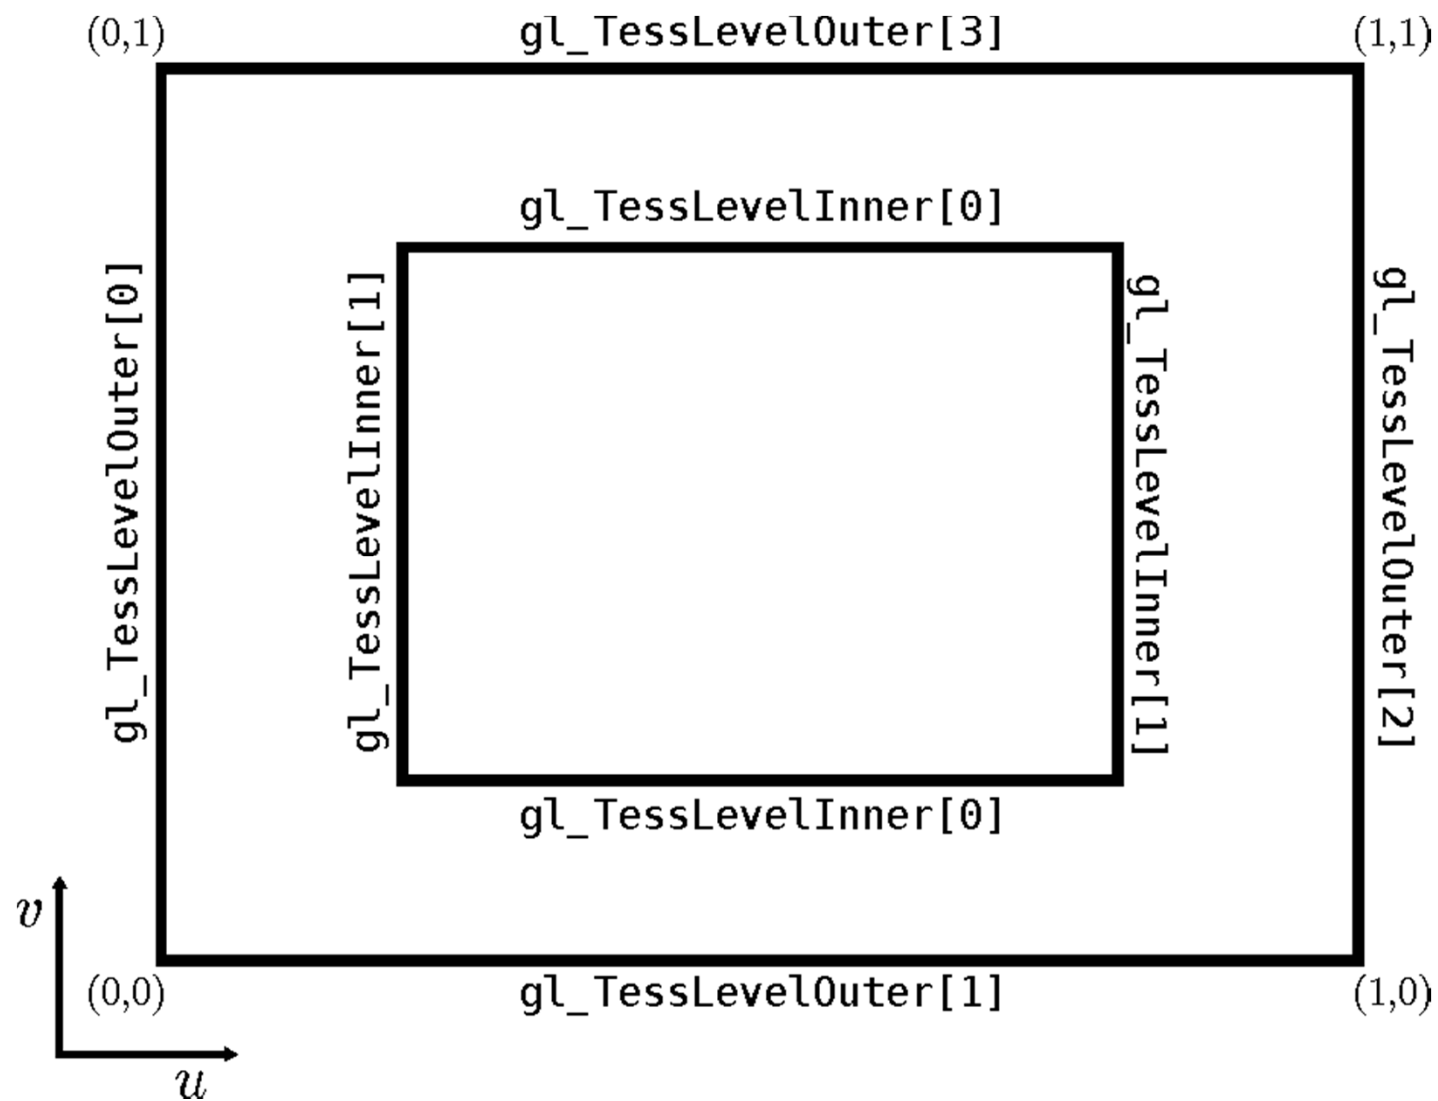 (0,1)
gl_TessLevelOuter[3]
(1,1)
gl_TessLevelInner[0]
gl_TessLevelOuter[0]
gl_TessLevelInner[1]
gl_TessLevelInner[1]
gl_TessLevelOuter[2]
gl_TessLevelInner[0]
v
(0,0)
gl_TessLevelOuter[1]
(1,0)
u